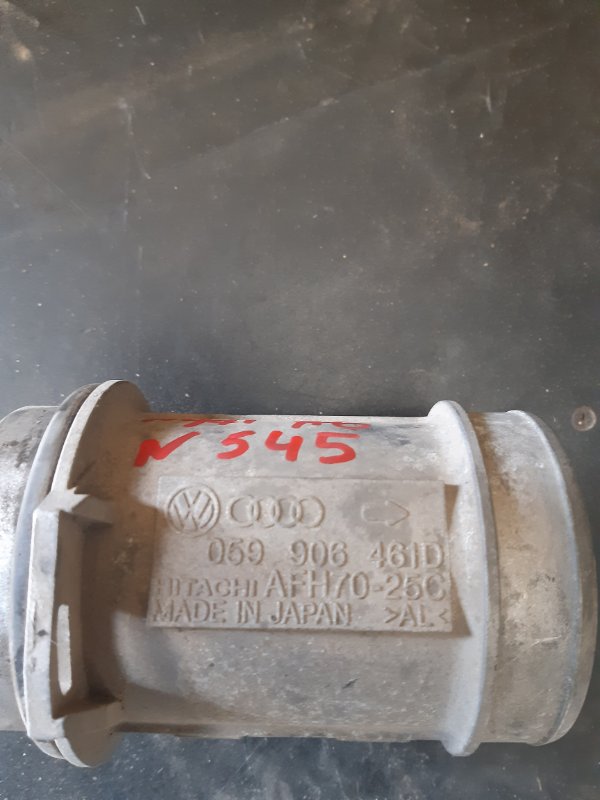 N 545
059 906 461D
HITACHI AFH70-25C
MADE IN JAPAN >AL<